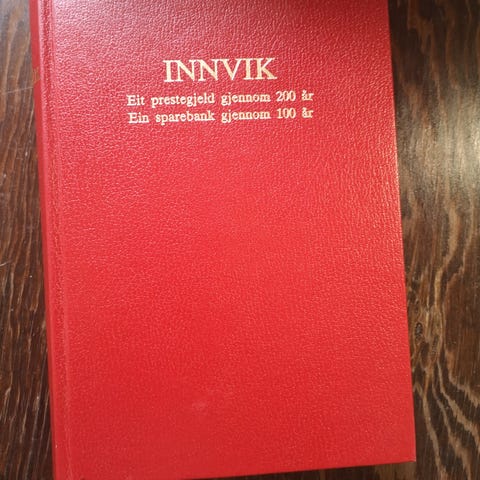 INNVIK
Eit prestegjeld gjennom 200 år
Ein sparebank gjennom 100 år